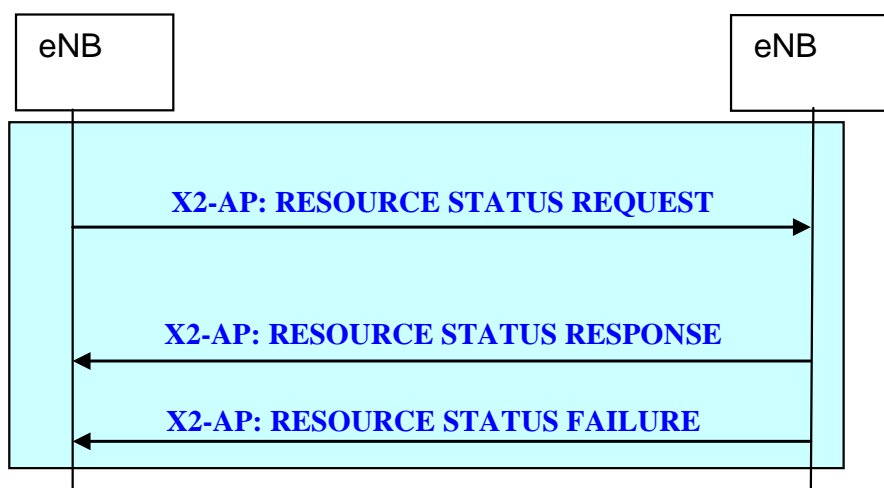 eNB
eNB
X2-AP: RESOURCE STATUS REQUEST
X2-AP: RESOURCE STATUS RESPONSE
X2-AP: RESOURCE STATUS FAILURE